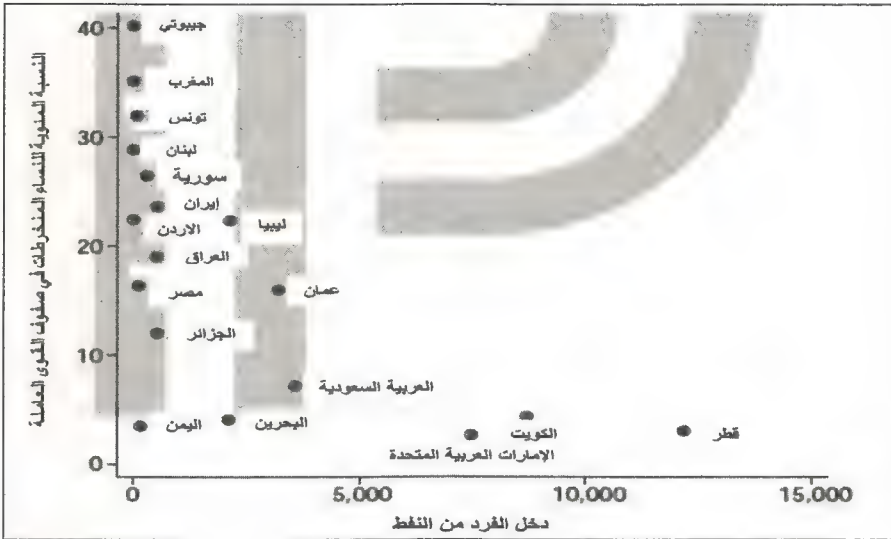 النسبة المئوية للنساء المنخرطات في صفوف القوى العاملة
40
30
20
10
0
جيبوتي
المغرب
تونس
لبنان
سورية
إيران
الاردن
ليبيا
العراق
مصر
عمان
الجزائر
العربية السعودية
اليمن
البحرين
الكويت
قطر
الإمارات العربية المتحدة
0
5,000
10,000
15,000
دخل الفرد من النفط